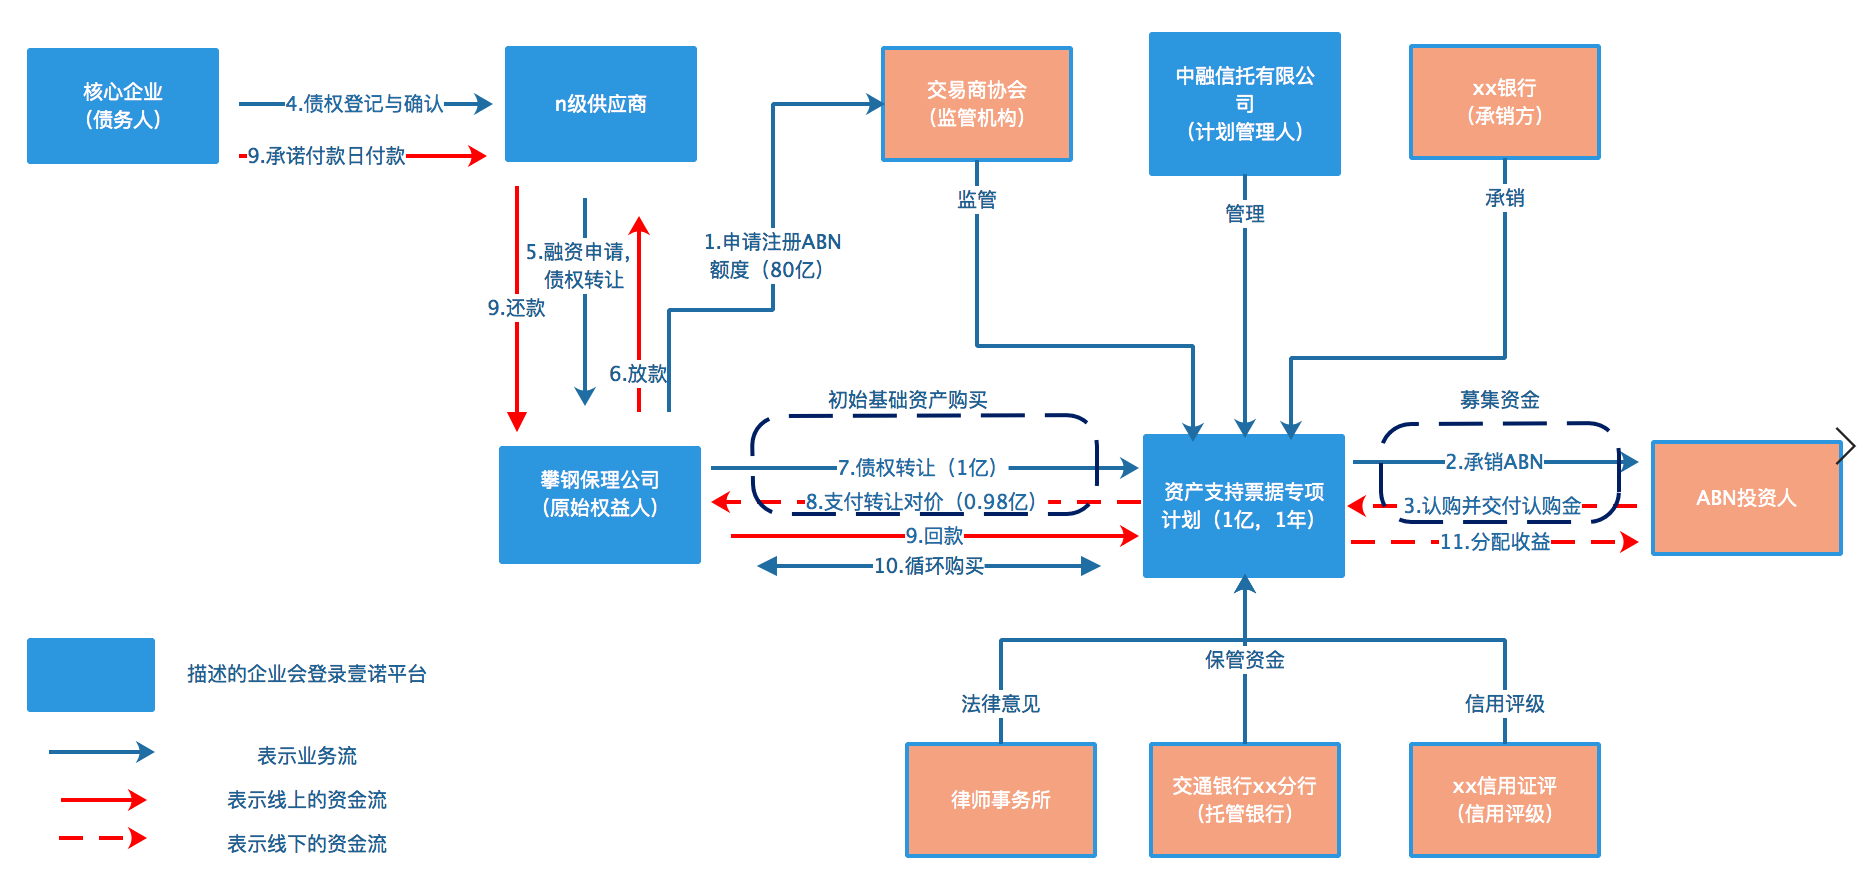 核心企业
（债务人）
4.债权登记与确认
9.承诺付款日付款
n级供应商
交易商协会
（监管机构）
中融信托有限公
司
（计划管理人）
xx银行
（承销方）
监管
管理
承销
1.申请注册ABN
额度（80亿）
5.融资申请，
债权转让
9.还款
6.放款
初始基础资产购买
募集资金
攀钢保理公司
（原始权益人）
7.债权转让（1亿）
8.支付转让对价（0.98亿）
9.回款
10.循环购买
资产支持票据专项
计划（1亿，1年）
2.承销ABN
3.认购并交付认购金
11.分配收益
ABN投资人
保管资金
法律意见
信用评级
律师事务所
交通银行xx分行
（托管银行）
xx信用证评
（信用评级）
描述的企业会登录壹诺平台
表示业务流
表示线上的资金流
表示线下的资金流